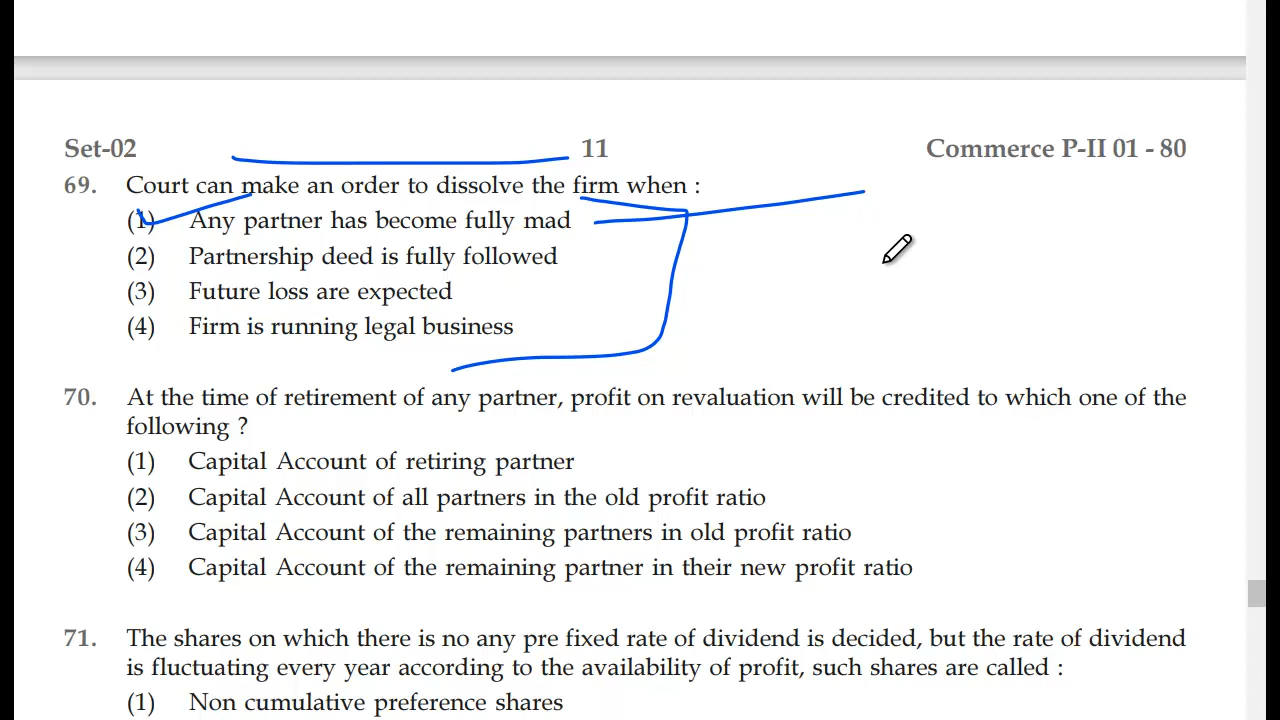 Set-02 11 Commerce P-II 01 - 80
69. Court can make an order to dissolve the firm when :
(1) Any partner has become fully mad
(2) Partnership deed is fully followed
(3) Future loss are expected
(4) Firm is running legal business
70. At the time of retirement of any partner, profit on revaluation will be credited to which one of the
following ?
(1) Capital Account of retiring partner
(2) Capital Account of all partners in the old profit ratio
(3) Capital Account of the remaining partners in old profit ratio
(4) Capital Account of the remaining partner in their new profit ratio
71. The shares on which there is no any pre fixed rate of dividend is decided, but the rate of dividend
is fluctuating every year according to the availability of profit, such shares are called :
(1) Non cumulative preference shares